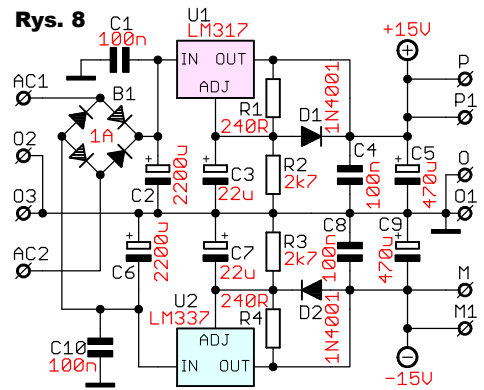 Rys. 8
C1
100n
U1
LM317
IN OUT
ADJ
+15V
P
P1
AC1
B1
1A
R1
240R
D1
1N4001
O2
C2
2200u
C3
22u
R2
2k7
C4
100n
C5
470u
O
O3
O1
AC2
C6
2200u
C7
22u
R3
2k7
C8
100n
C9
470u
M
U2
LM337
240R
R4
D2
1N4001
M1
C10
100n
ADJ
IN OUT
-15V